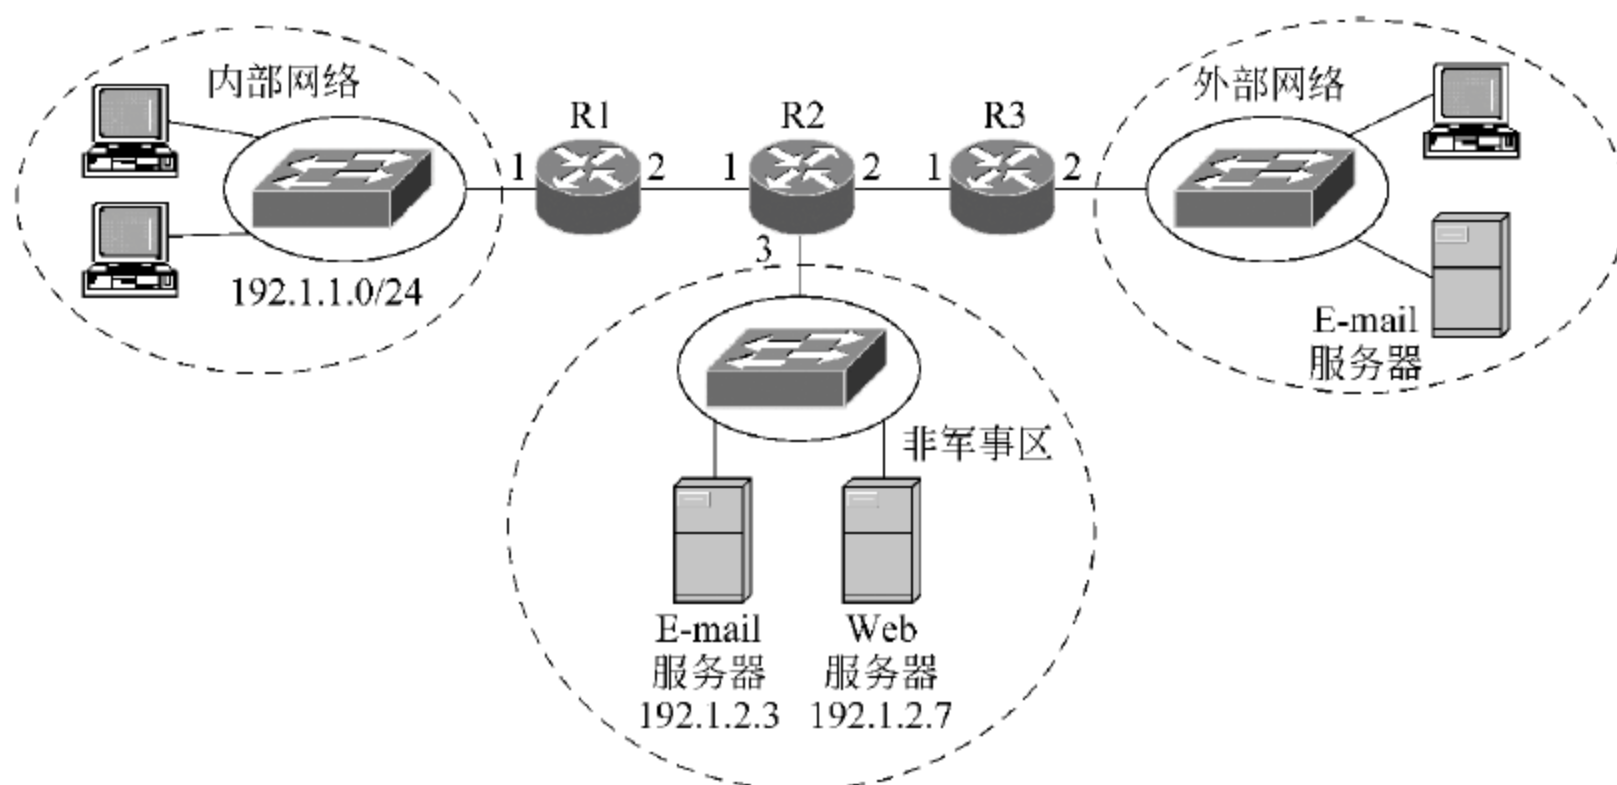 内部网络
192.1.1.0/24
1
R1
2
1
R2
2
3
1
R3
2
外部网络
E-mail
服务器
非军事区
E-mail
服务器
192.1.2.3
Web
服务器
192.1.2.7